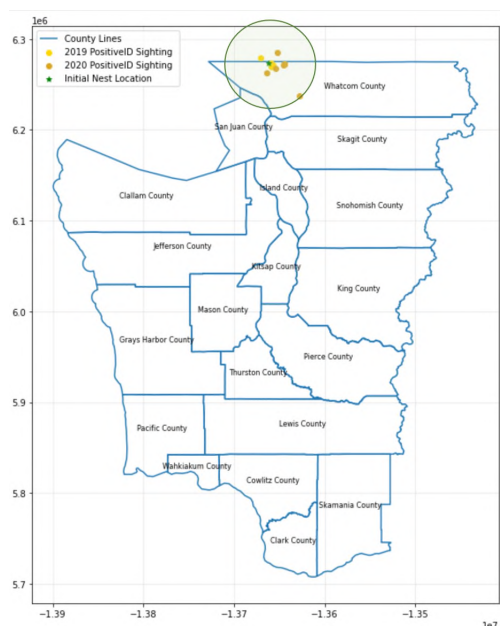 1e6
County Lines
2019 PositiveID Sighting
2020 PositiveID Sighting
Initial Nest Location
6.3
Whatcom County
6.2
San Juan County
Skagit County
Island County
Clallam County
Snohomish County
6.1
Jefferson County
Kitsap County
King County
6.0
Mason County
Grays Harbor County
Pierce County
Thurston County
5.9
Pacific County
Lewis County
Wahkiakum County
Cowlitz County
5.8
Skamania County
Clark County
5.7
−1.39 −1.38 −1.37 −1.36 −1.35
1e7